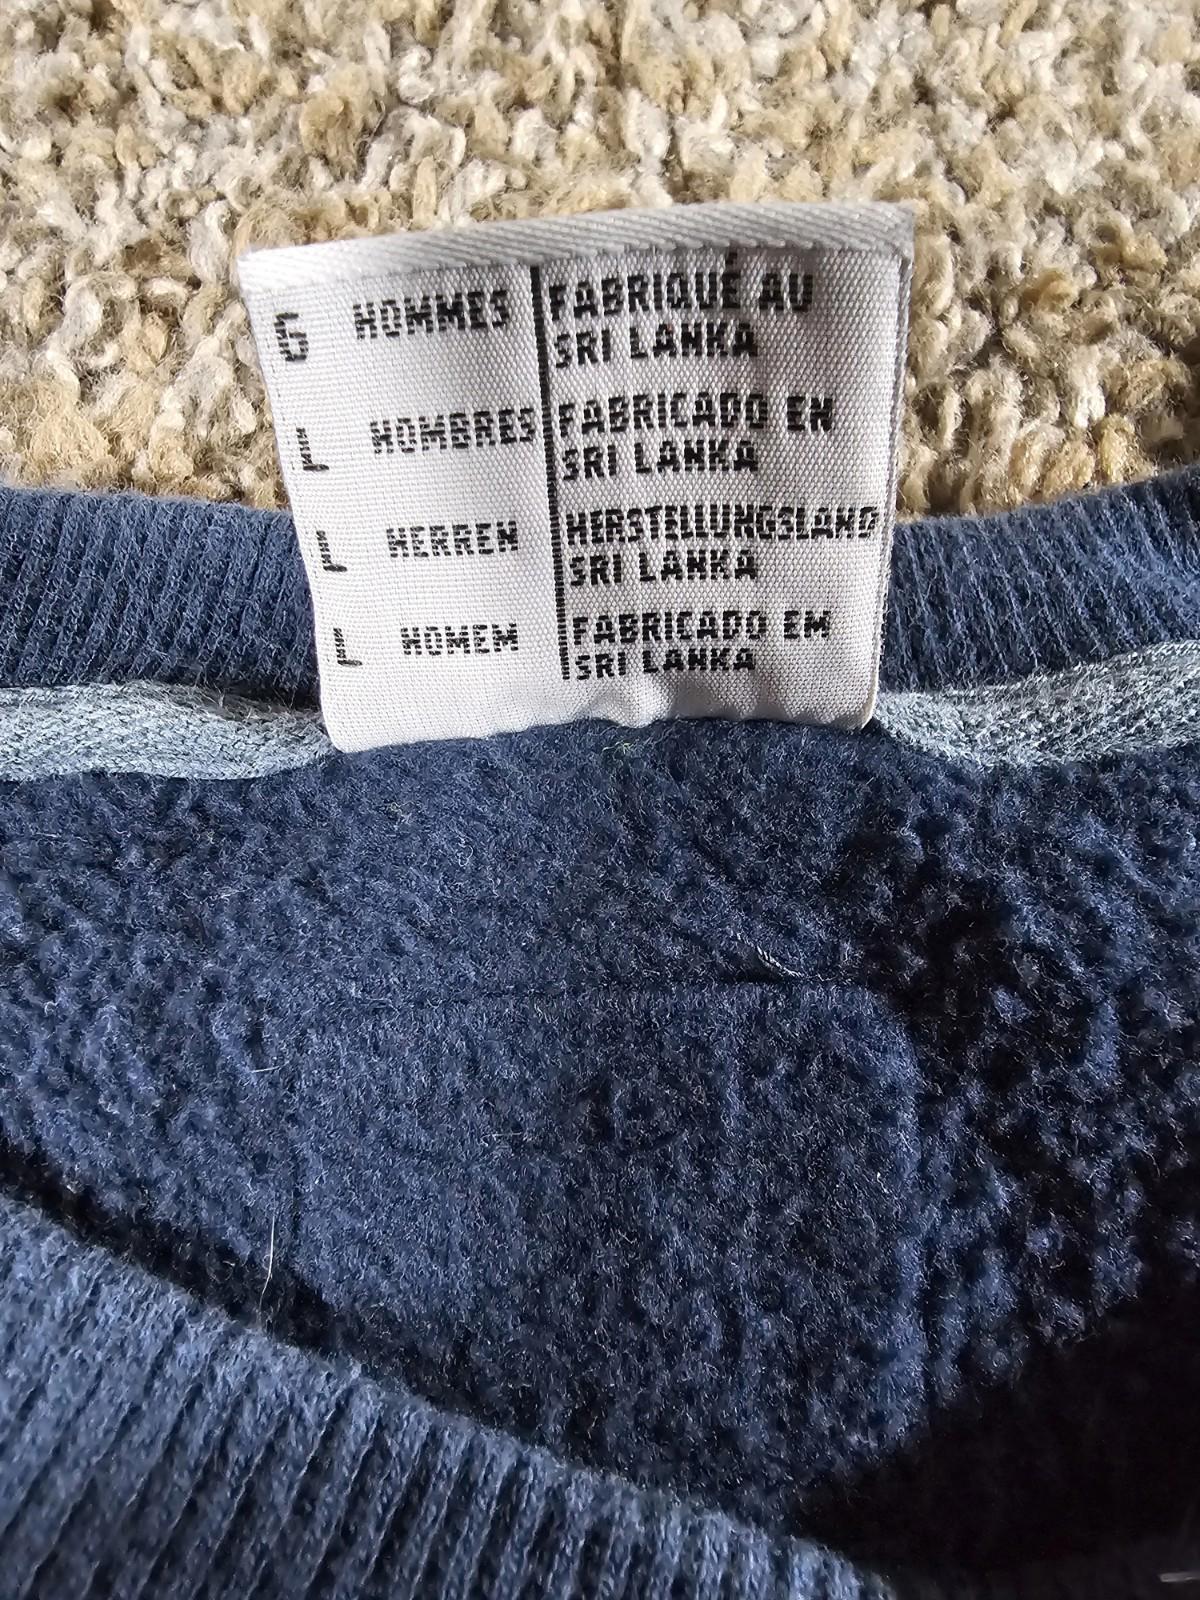 G HOMMES FABRIQUÉ AU
SRI LANKA
L HOMBRES FABRICADO EN
SRI LANKA
L HERREN HERSTELLUNGSLAND
SRI LANKA
L HOMEM FABRICADO EM
SRI LANKA